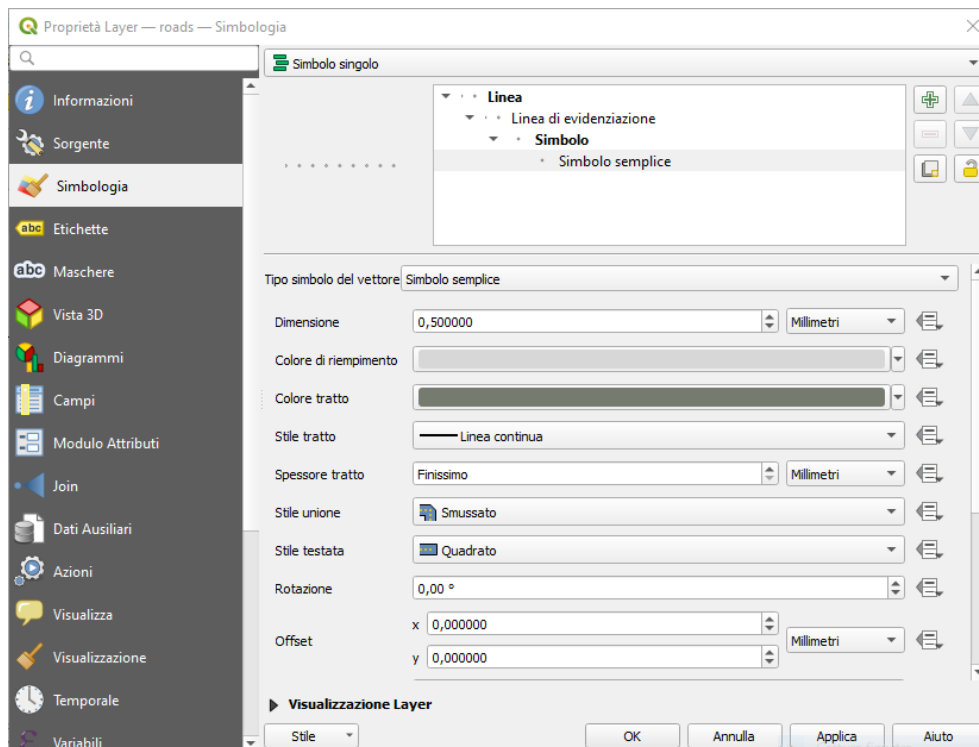 Proprietà Layer — roads — Simbologia
Simbolo singolo
Informazioni
Sorgente
Simbologia
abc Etichette
abc Maschere
Vista 3D
Diagrammi
Campi
Modulo Attributi
Join
Dati Ausiliari
Azioni
Visualizza
Visualizzazione
Temporale
Variabili
Linea
Linea di evidenziazione
Simbolo
Simbolo semplice
Tipo simbolo del vettore Simbolo semplice
Dimensione 0,500000 Millimetri
Colore di riempimento
Colore tratto
Stile tratto Linea continua
Spessore tratto Finissimo Millimetri
Stile unione Smussato
Stile testata Quadrato
Rotazione 0,00 °
Offset x 0,000000 Millimetri
y 0,000000
Visualizzazione Layer
Stile OK Annulla Applica Aiuto